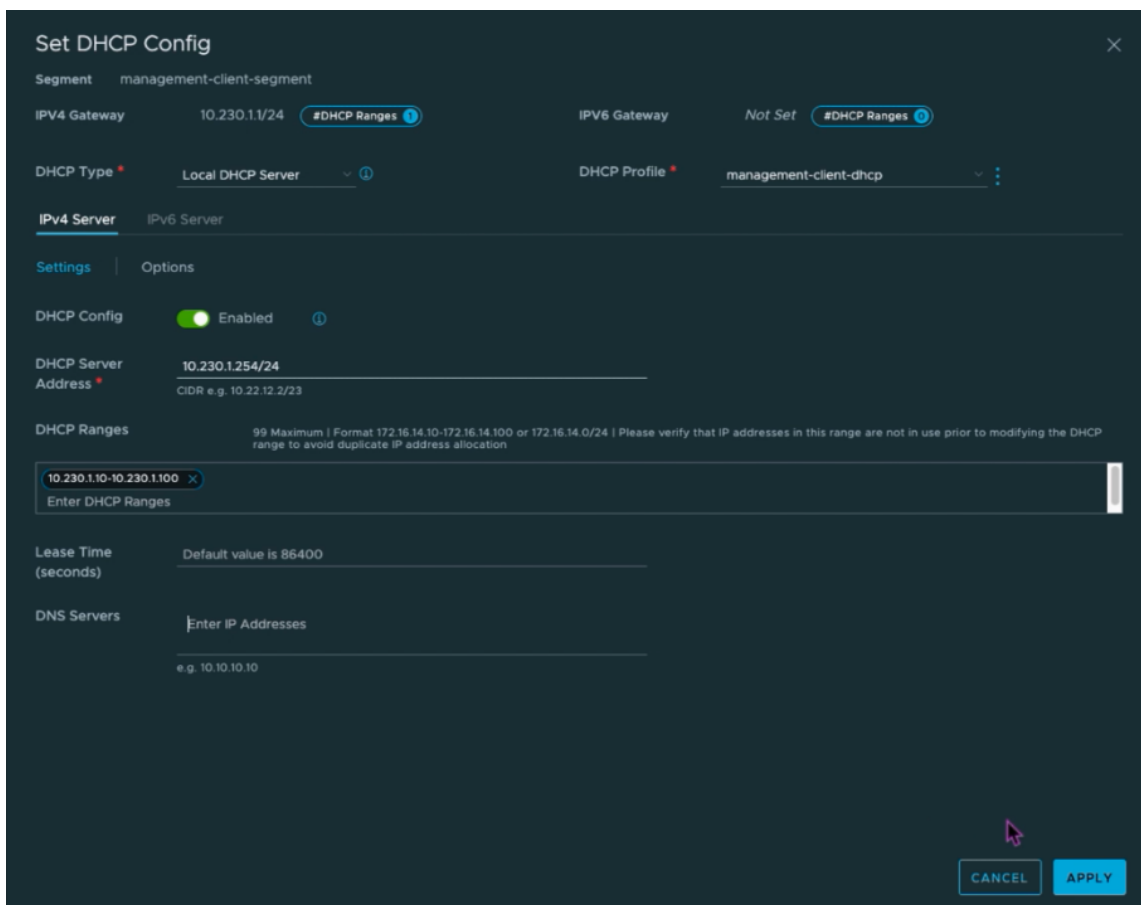 Set DHCP Config
Segment management-client-segment
IPV4 Gateway 10.230.1.1/24 #DHCP Ranges 1 IPV6 Gateway Not Set #DHCP Ranges 0
DHCP Type * Local DHCP Server DHCP Profile * management-client-dhcp
IPv4 Server IPv6 Server
Settings Options
DHCP Config Enabled
DHCP Server
Address *
10.230.1.254/24
CIDR e.g. 10.22.12.2/23
DHCP Ranges
99 Maximum | Format 172.16.14.10-172.16.14.100 or 172.16.14.0/24 | Please verify that IP addresses in this range are not in use prior to modifying the DHCP
range to avoid duplicate IP address allocation
10.230.1.10-10.230.1.100
Enter DHCP Ranges
Lease Time
(seconds)
Default value is 86400
DNS Servers
Enter IP Addresses
e.g. 10.10.10.10
CANCEL APPLY